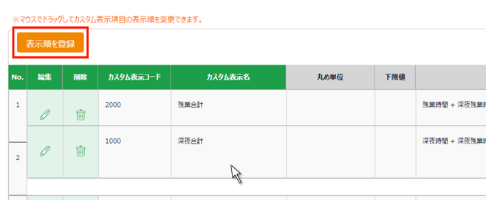 ※マウスでドラッグしてカスタム表示項目の表示順を変更できます。
表示順を登録
No. 編集 削除 カスタム表示コード カスタム表示名 丸め単位 下限値
1 2000 残業合計 残業時間 + 深夜残業
2 1000 深夜合計 深夜時間 + 深夜残業